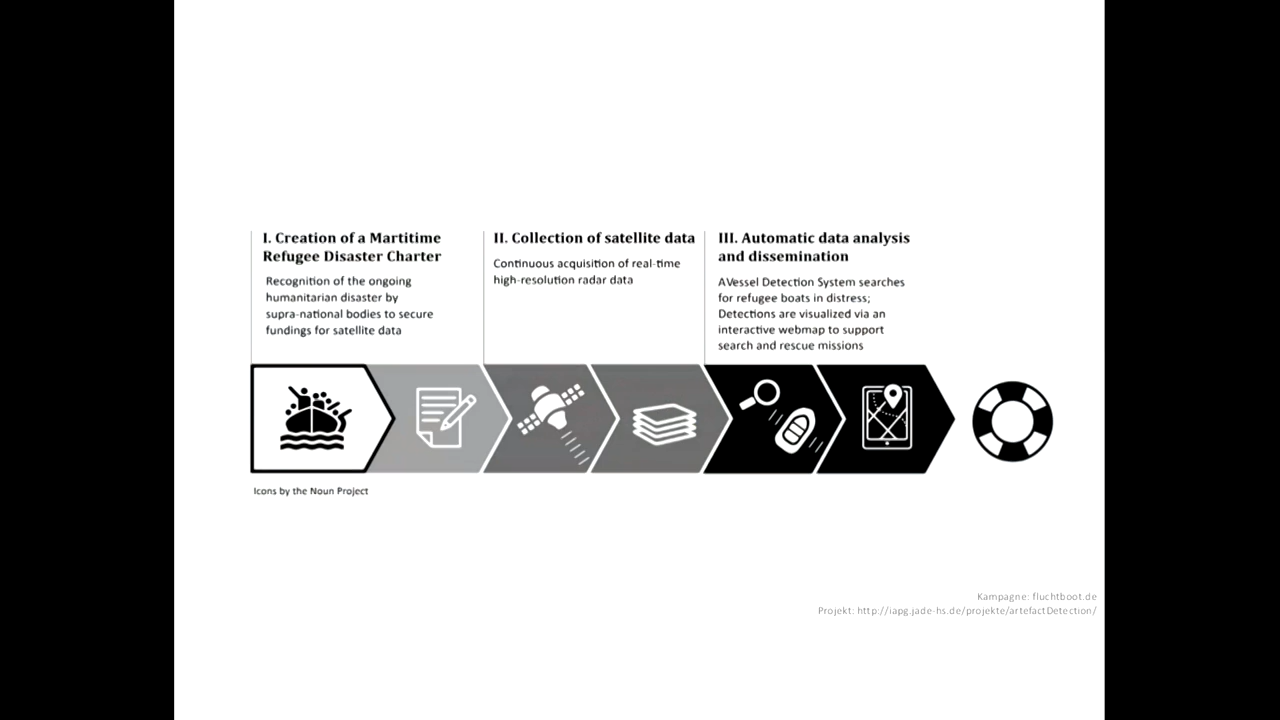 I. Creation of a Martitime
Refugee Disaster Charter
Recognition of the ongoing
humanitarian disaster by
supra-national bodies to secure
fundings for satellite data
II. Collection of satellite data
Continuous acquisition of real-time
high-resolution radar data
III. Automatic data analysis
and dissemination
A Vessel Detection System searches
for refugee boats in distress;
Detections are visualized via an
interactive webmap to support
search and rescue missions
Icons by the Noun Project
Kampagne: fluchtboot.de
Projekt: http://iapg.jade-hs.de/projekte/artefactDetection/